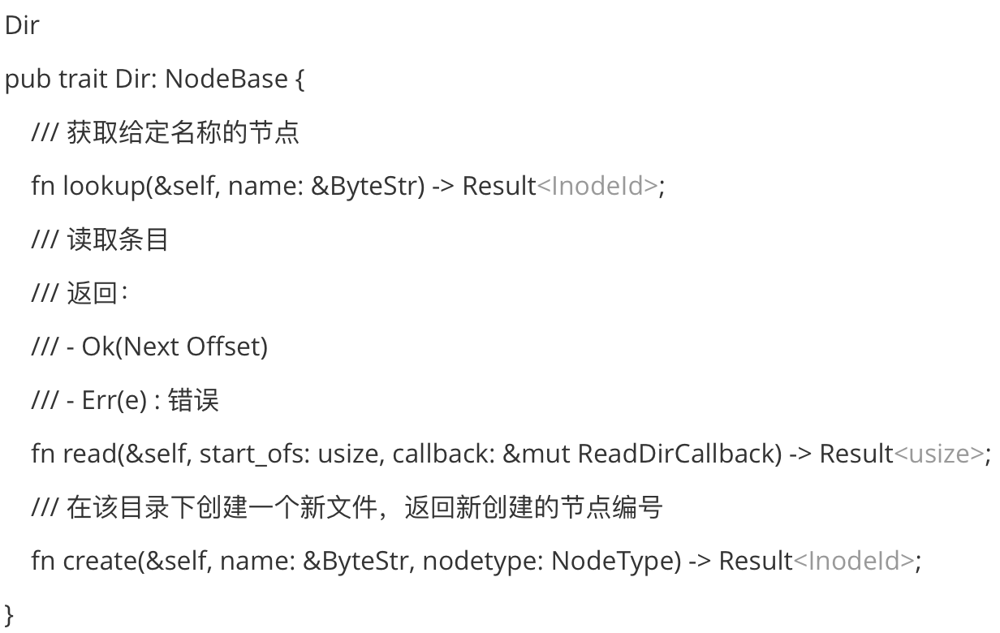 Dir
pub trait Dir: NodeBase {
/// 获取给定名称的节点
fn lookup(&self, name: &ByteStr) -> Result<InodeId>;
/// 读取条目
/// 返回：
/// - Ok(Next Offset)
/// - Err(e) : 错误
fn read(&self, start_ofs: usize, callback: &mut ReadDirCallback) -> Result<usize>;
/// 在该目录下创建一个新文件，返回新创建的节点编号
fn create(&self, name: &ByteStr, nodetype: NodeType) -> Result<InodeId>;
}